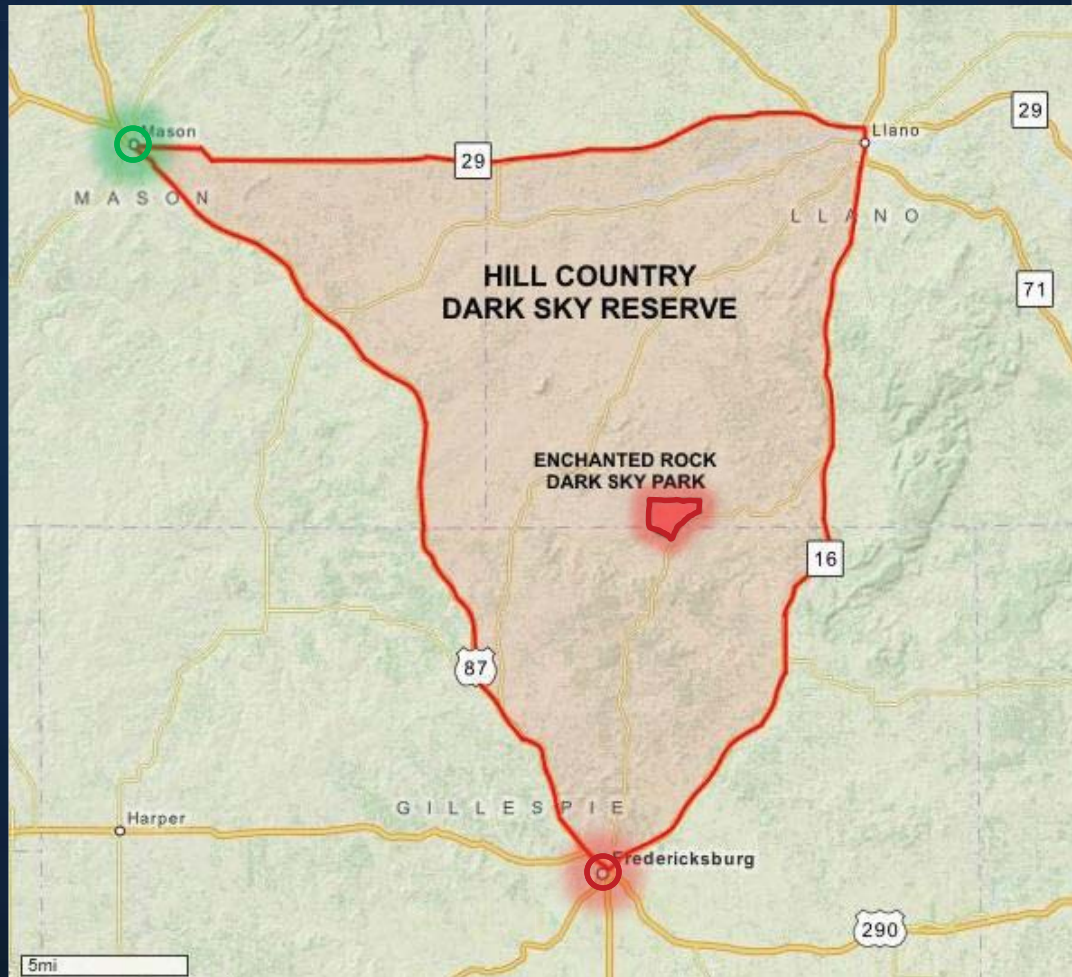 Mason
29
Llano
29
MASON
LLANO
HILL COUNTRY
DARK SKY RESERVE
71
ENCHANTED ROCK
DARK SKY PARK
16
87
GILLESPIE
Harper
Fredericksburg
290
5mi